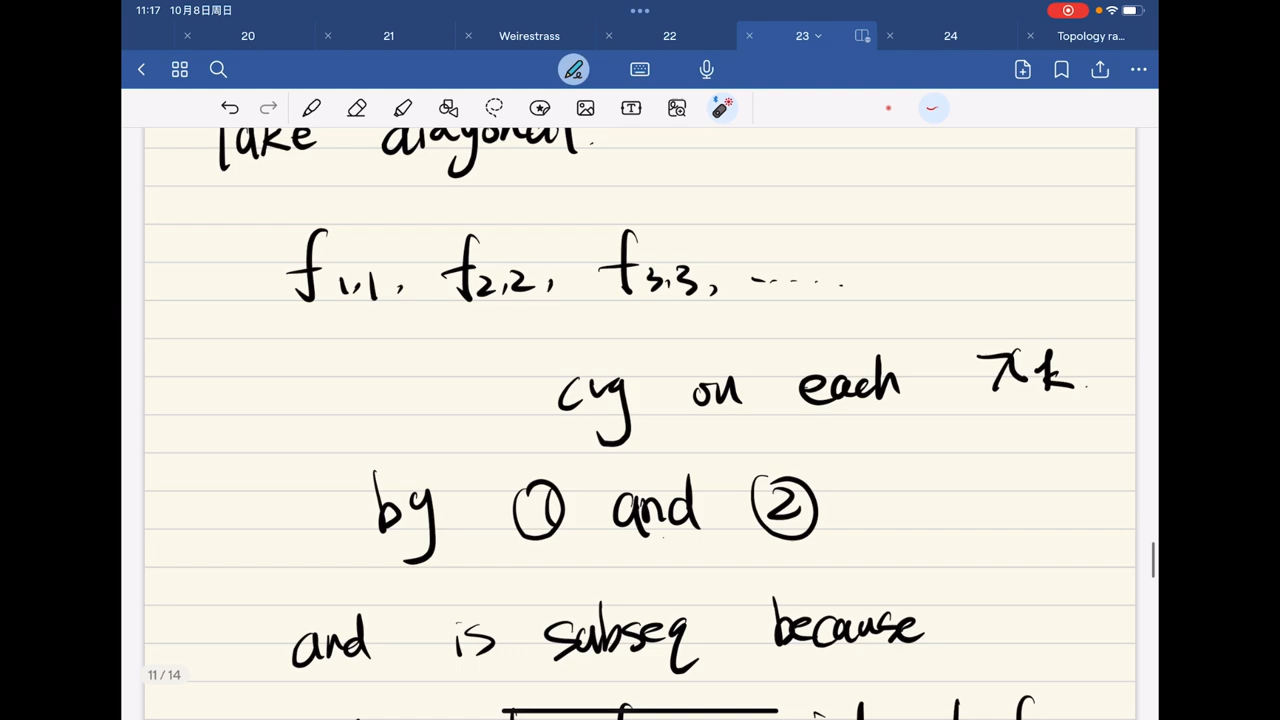 11:17 10月8日周日
20 21 Weirestrass 22 23 24 Topology ra...
Take diagonal.
f1,1, f2,2, f3,3, .....
cvg on each xk
by ① and ②
and is subseq because
11 / 14